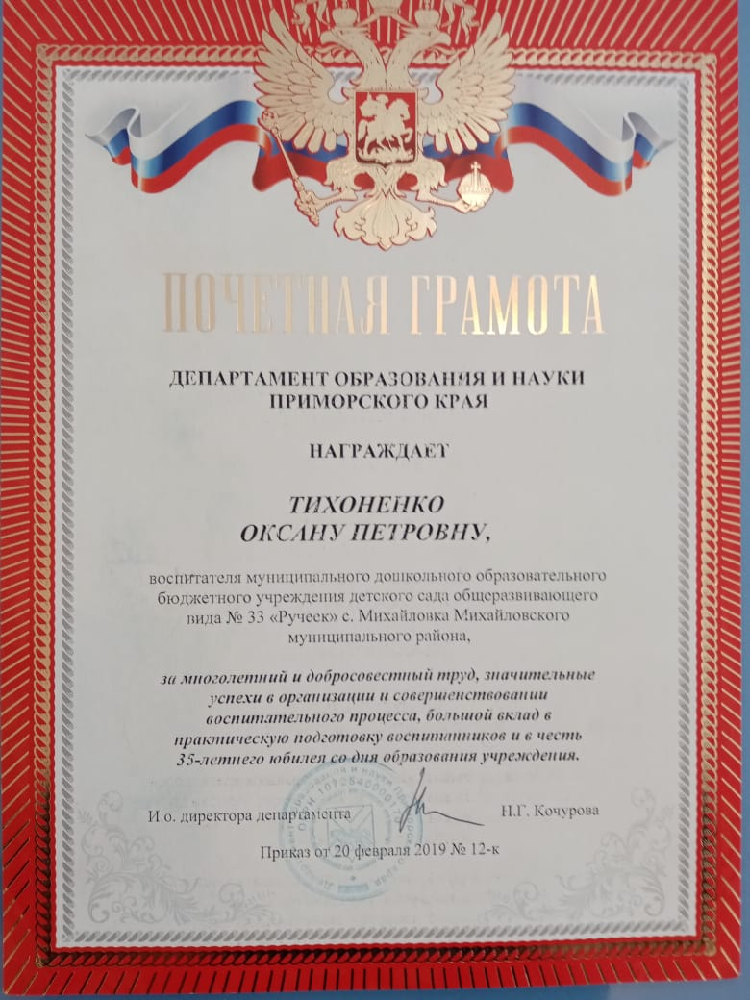 ПОЧЕТНАЯ ГРАМОТА
ДЕПАРТАМЕНТ ОБРАЗОВАНИЯ И НАУКИ
ПРИМОРСКОГО КРАЯ
НАГРАЖДАЕТ
ТИХОНЕНКО
ОКСАНУ ПЕТРОВНУ,
воспитателя муниципального дошкольного образовательного
бюджетного учреждения детского сада общеразвивающего
вида № 33 «Ручеек» с. Михайловка Михайловского
муниципального района,
за многолетний и добросовестный труд, значительные
успехи в организации и совершенствовании
воспитательного процесса, большой вклад в
практическую подготовку воспитанников и в честь
35-летнего юбилея со дня образования учреждения.
И.о. директора департамента Н.Г. Кочурова
Приказ от 20 февраля 2019 № 12-к